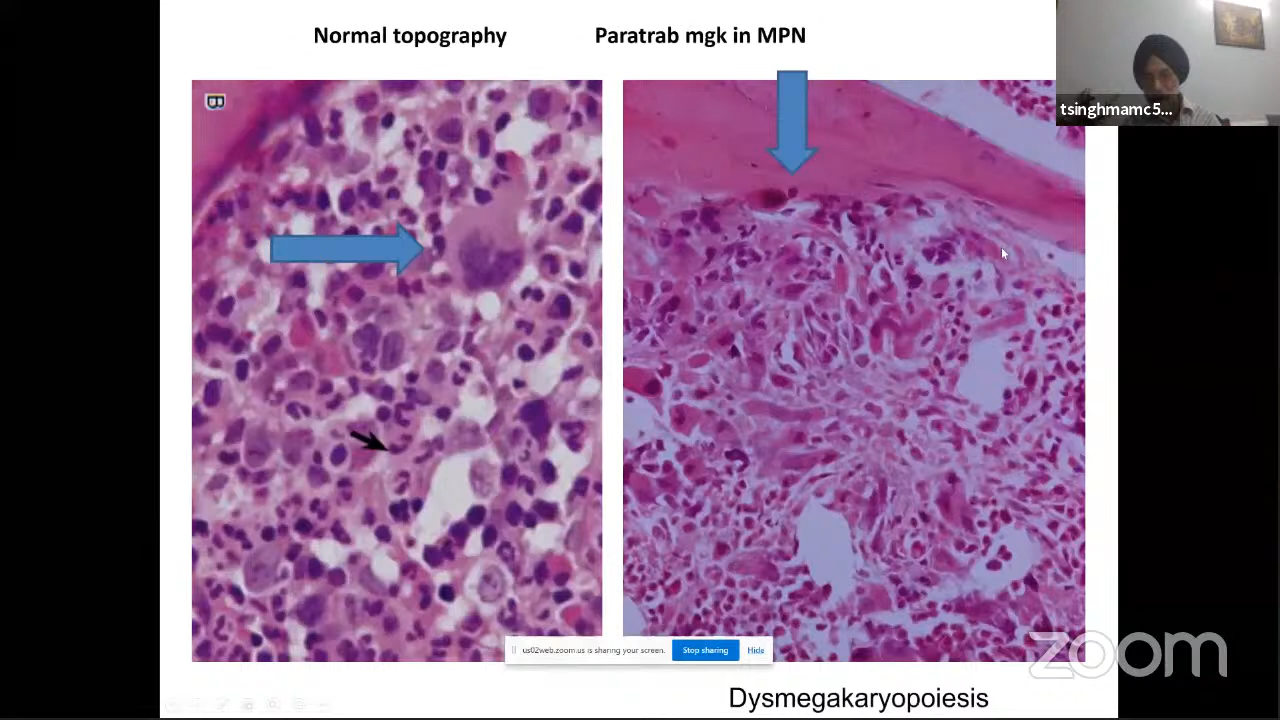 Normal topography
Paratrab mgk in MPN
B
tsinghmamc5...
us02web.zoom.us is sharing your screen.
Stop sharing
Hide
zoom
Dysmegakaryopoiesis